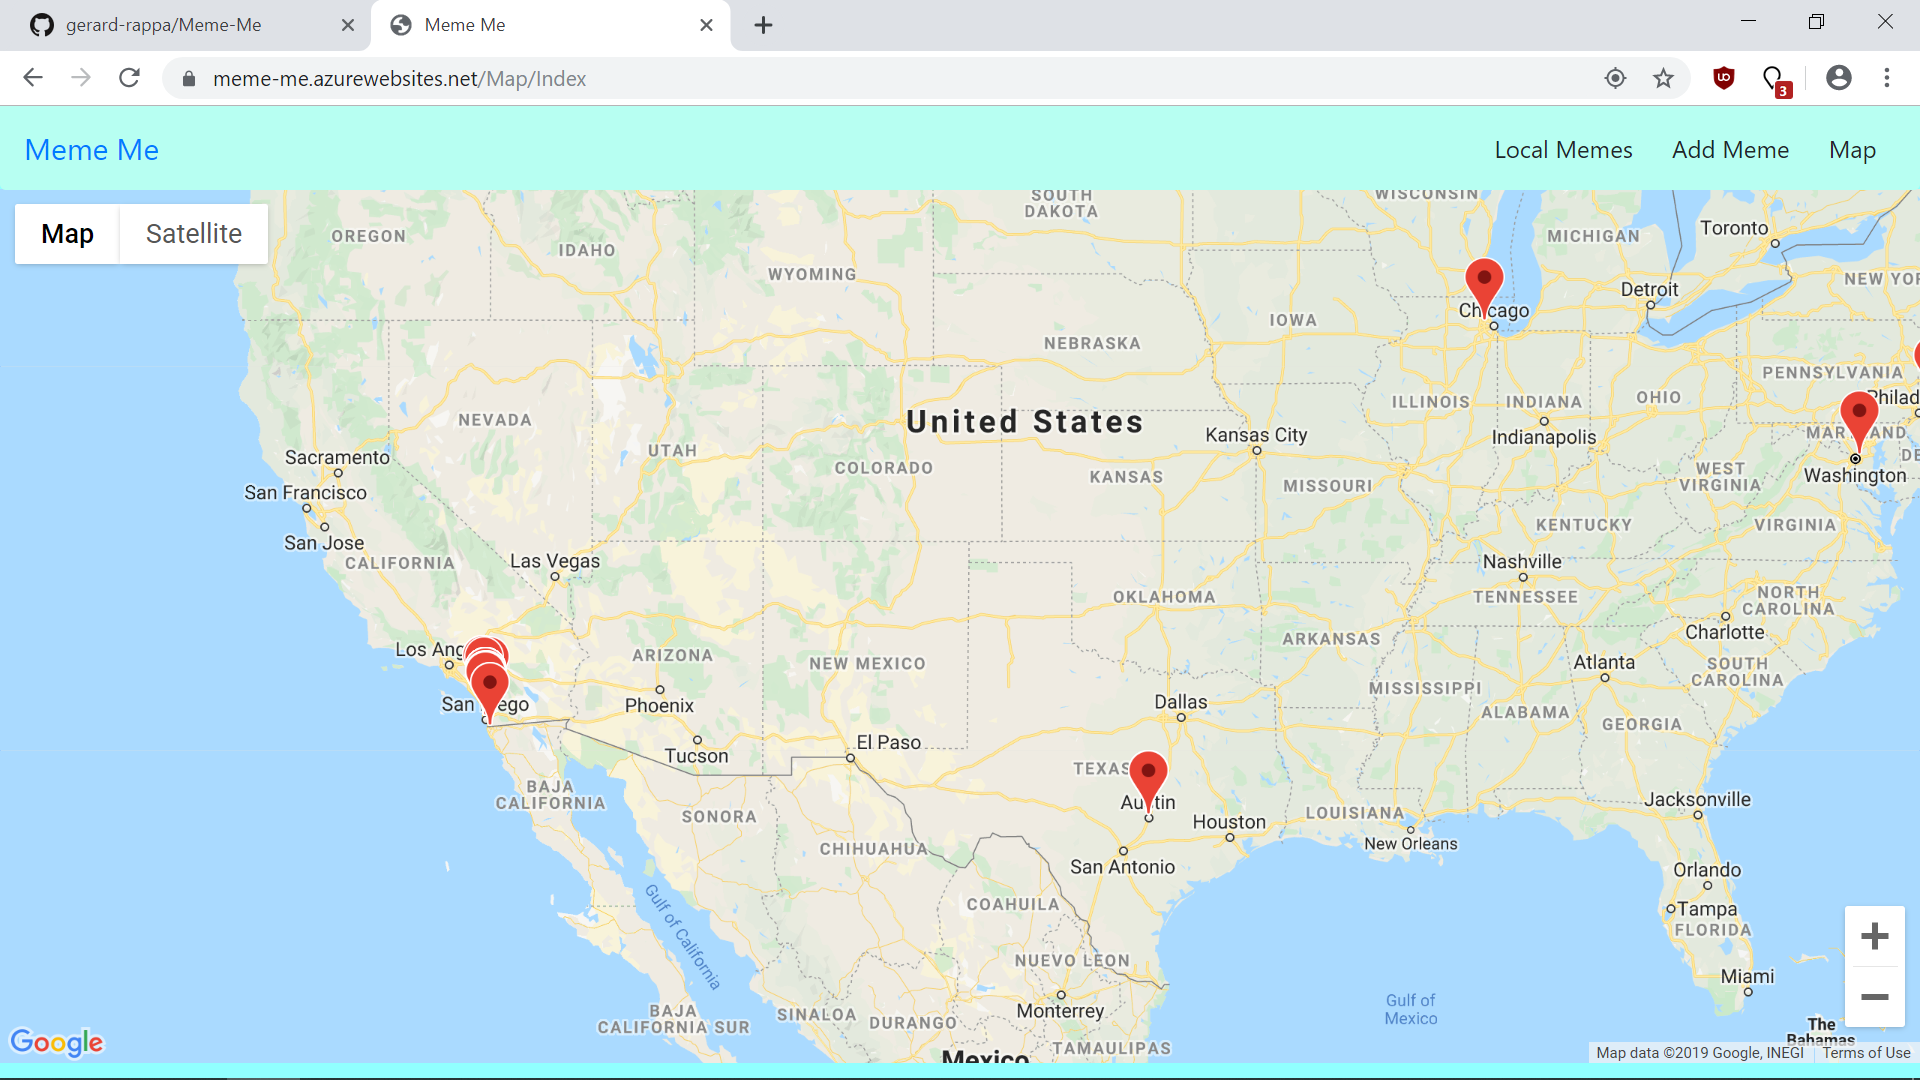 gerard-rappa/Meme-Me
Meme Me
meme-me.azurewebsites.net/Map/Index
3
Meme Me
Local Memes
Add Meme
Map
Map
Satellite
OREGON
IDAHO
WYOMING
SOUTH
DAKOTA
WISCONSIN
MICHIGAN
Toronto
Detroit
NEW YOR
Chicago
IOWA
NEBRASKA
PENNSYLVANIA
Philad
ILLINOIS
INDIANA
OHIO
NEVADA
United States
Kansas City
Indianapolis
MARYLAND
DE
Sacramento
UTAH
COLORADO
KANSAS
MISSOURI
WEST
VIRGINIA
Washington
San Francisco
San Jose
CALIFORNIA
Las Vegas
KENTUCKY
VIRGINIA
Nashville
OKLAHOMA
TENNESSEE
NORTH
CAROLINA
Charlotte
ARKANSAS
Los Ang
ARIZONA
NEW MEXICO
Atlanta
SOUTH
CAROLINA
MISSISSIPPI
San Diego
Phoenix
Dallas
ALABAMA
GEORGIA
Tucson
El Paso
TEXAS
Austin
BAJA
CALIFORNIA
SONORA
Houston
LOUISIANA
Jacksonville
CHIHUAHUA
New Orleans
San Antonio
Orlando
Gulf of California
COAHUILA
Tampa
FLORIDA
NUEVO LEON
Miami
Monterrey
Gulf of
Mexico
BAJA
CALIFORNIA SUR
SINALOA
DURANGO
The
Bahamas
TAMAULIPAS
Mexico
Google
Map data ©2019 Google, INEGI
Terms of Use